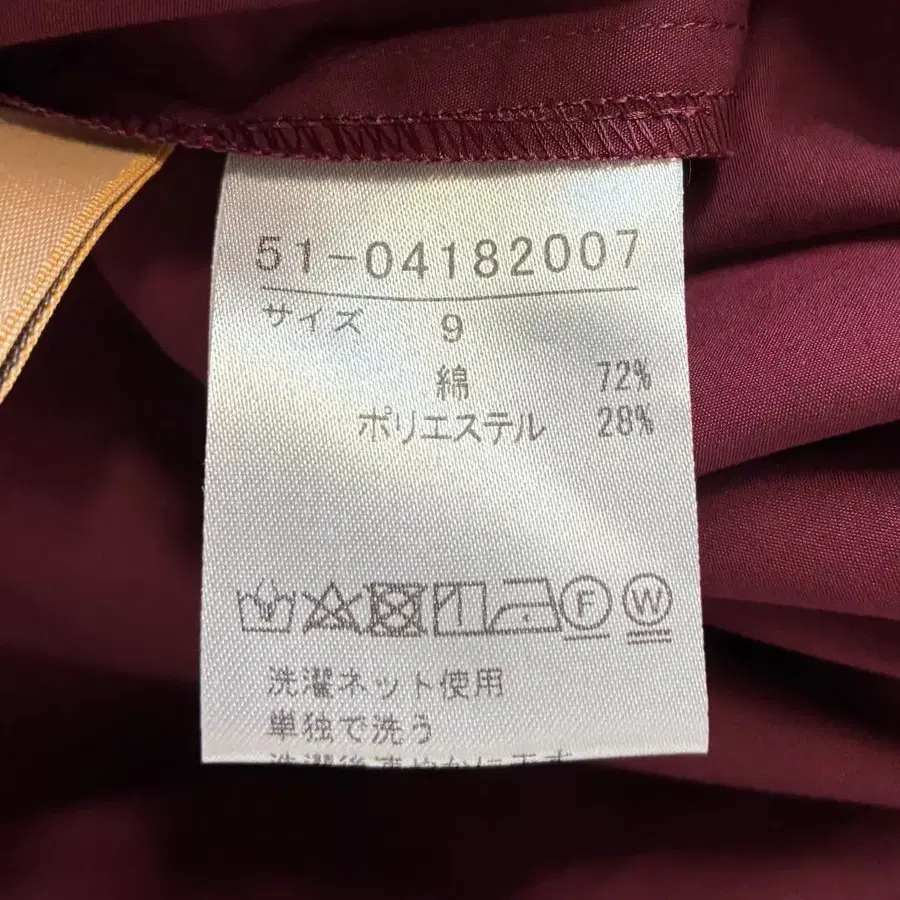 51-04182007
サイズ 9
綿 72%
ポリエステル 28%
F W
洗濯ネット使用
単独で洗う